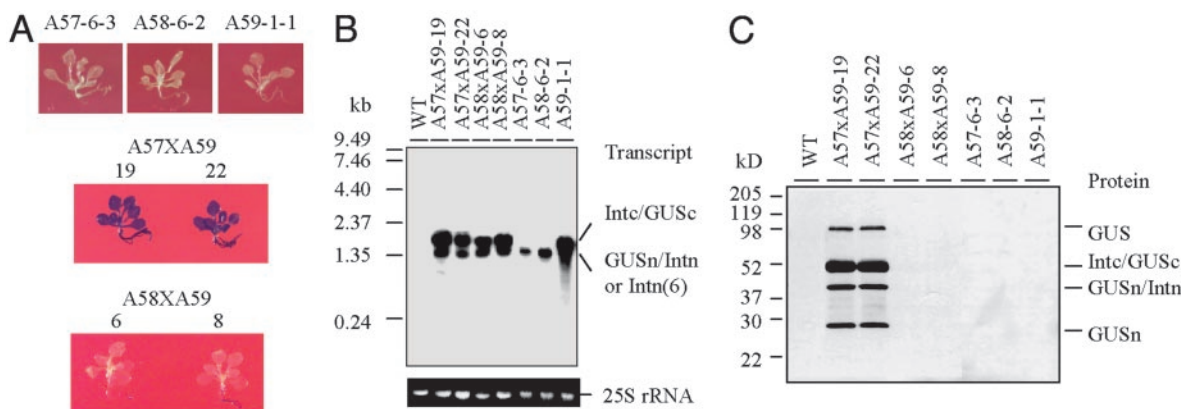 A
A57-6-3 A58-6-2 A59-1-1
A57XA59
19 22
A58XA59
6 8
B
WT
A57xA59-19
A57xA59-22
A58xA59-6
A58xA59-8
A57-6-3
A58-6-2
A59-1-1
kb
9.49
7.46
4.40
2.37
1.35
0.24
Transcript
Intc/GUSc
GUSn/Intn
or Intn(6)
25S rRNA
C
WT
A57xA59-19
A57xA59-22
A58xA59-6
A58xA59-8
A57-6-3
A58-6-2
A59-1-1
kD
205
119
98
52
37
30
22
Protein
GUS
Intc/GUSc
GUSn/Intn
GUSn